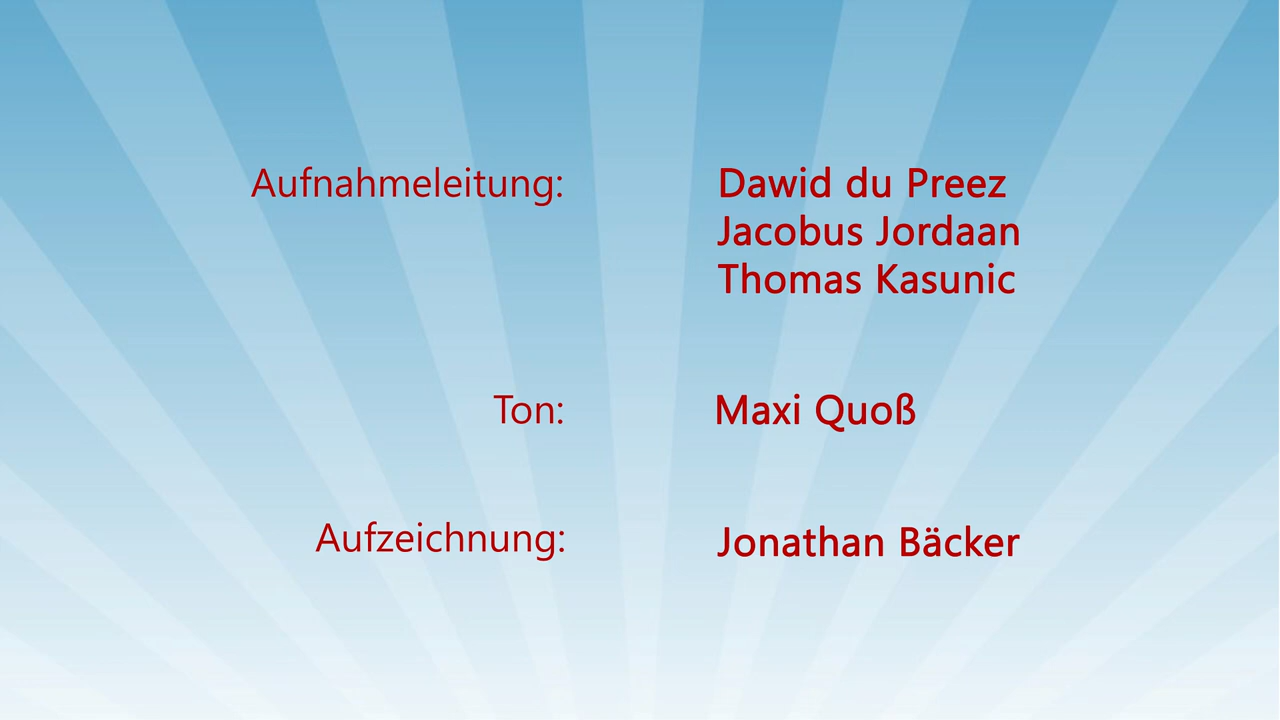 Aufnahmeleitung: Dawid du Preez
Jacobus Jordaan
Thomas Kasunic
Ton: Maxi Quoß
Aufzeichnung: Jonathan Bäcker